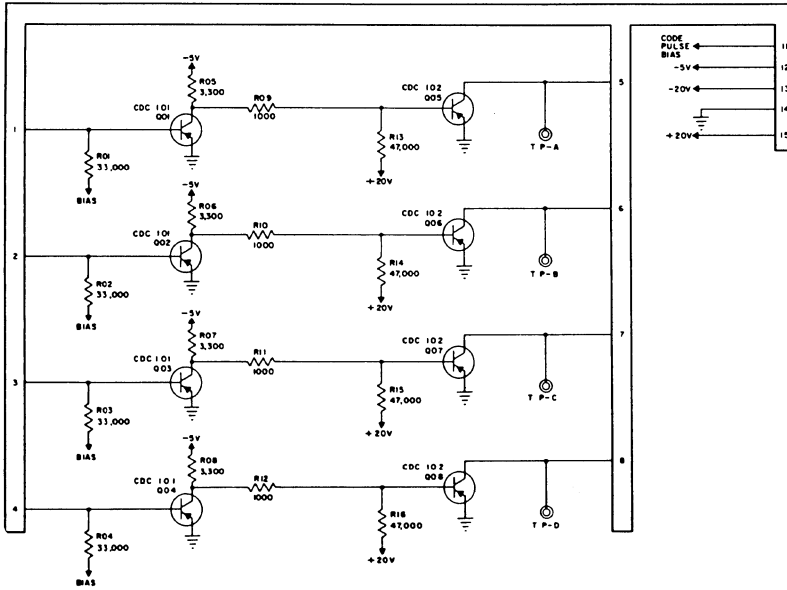 CODE
PULSE
BIAS
11
-5V
12
-20V
13
14
+20V
15
-5V
R05
3,300
CDC 101
Q01
R09
1000
CDC 102
Q05
5
1
R01
33,000
BIAS
R13
47,000
+20V
T P-A
-5V
R06
3,300
CDC 101
Q02
R10
1000
CDC 102
Q06
6
2
R02
33,000
BIAS
R14
47,000
+20V
T P-B
-5V
R07
3,300
CDC 101
Q03
R11
1000
CDC 102
Q07
7
3
R03
33,000
BIAS
R15
47,000
+20V
T P-C
-5V
R08
3,300
CDC 101
Q04
R12
1000
CDC 102
Q08
8
4
R04
33,000
BIAS
R16
47,000
+20V
T P-D